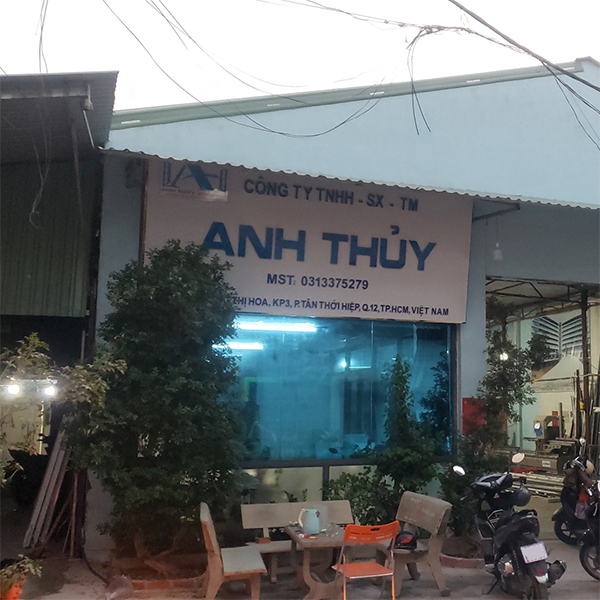 CÔNG TY TNHH - SX - TM
ANH THỦY
MST: 0313375279
THỊ HOA, KP3, P.TÂN THỚI HIỆP, Q.12, TP.HCM, VIỆT NAM